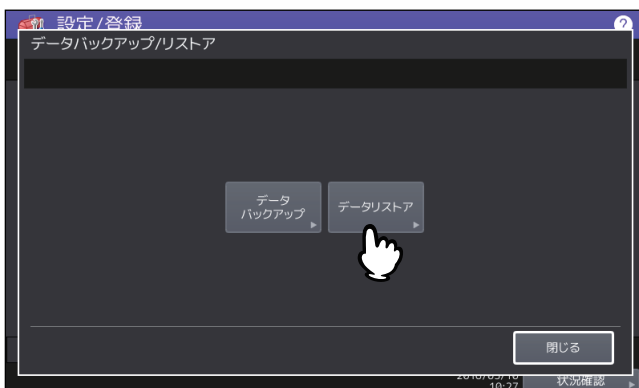 設定/登録
?
データバックアップ/リストア
データ
バックアップ
データリストア
閉じる
10:27
状況確認